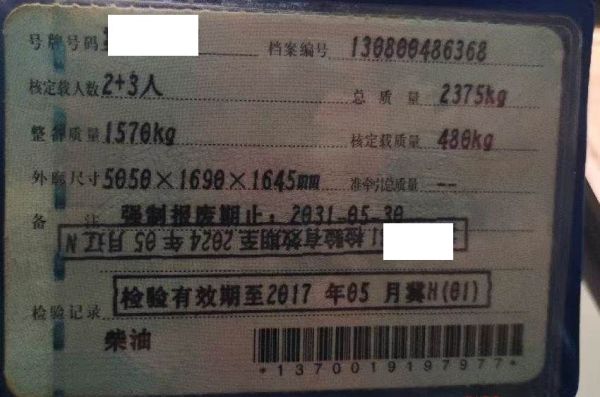 号牌号码 档案编号 130800486368
核定载人数 2+3人 总质量 2375kg
整备质量 1570kg 核定载质量 480kg
外廓尺寸 5050×1690×1645mm 准牵引总质量 --
备注 强制报废期止：2031-05-30
检验有效期至2024年05月辽N
检验记录 检验有效期至2017 年05 月冀H(01)
柴油
*1370019197977*